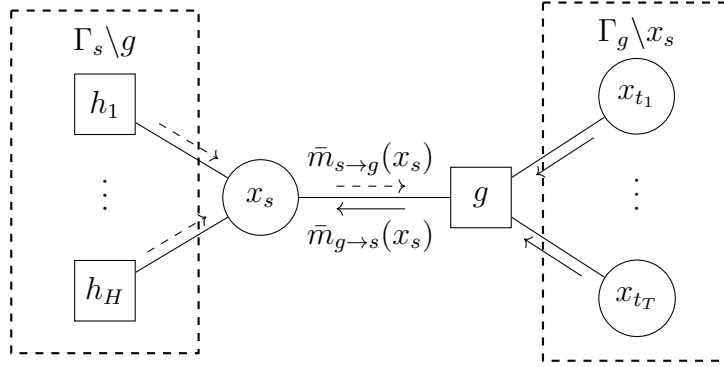 Γ_s\g
Γ_g\x_s
h_1
x_{t_1}
m̄_{s→g}(x_s)
⋮
x_s
g
⋮
m̄_{g→s}(x_s)
h_H
x_{t_T}